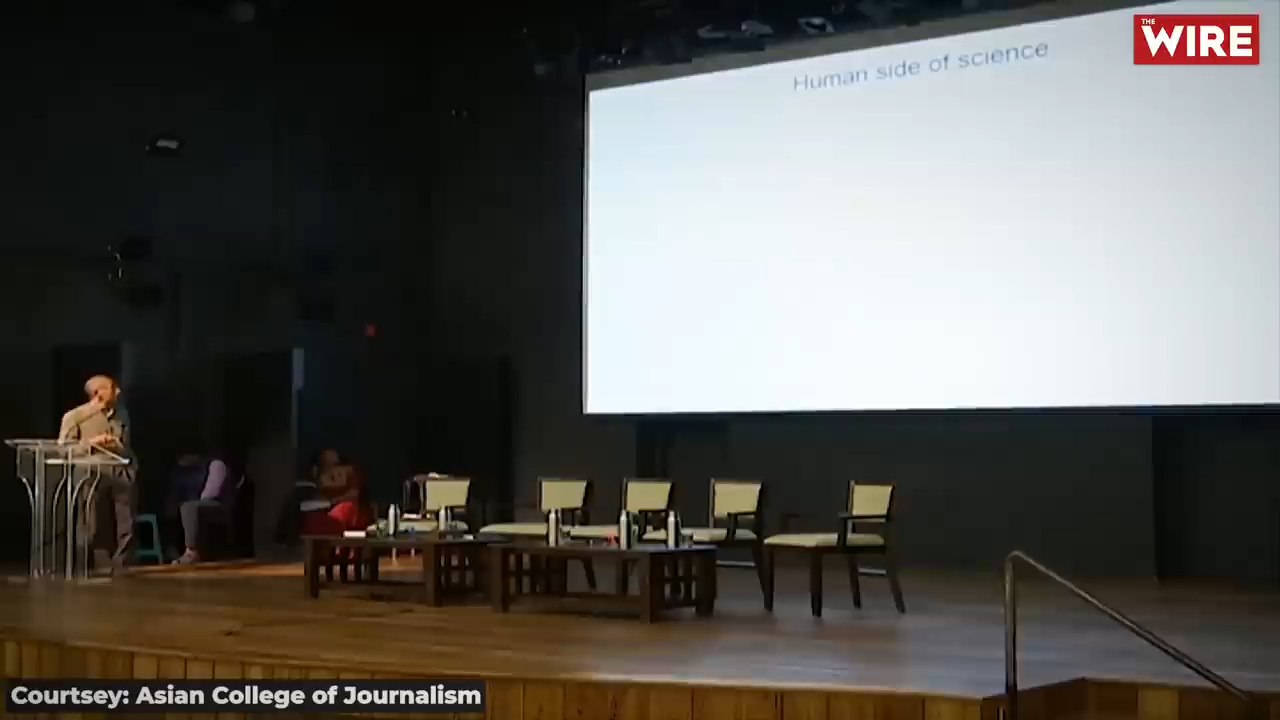 THE
WIRE
Human side of science
Courtsey: Asian College of Journalism